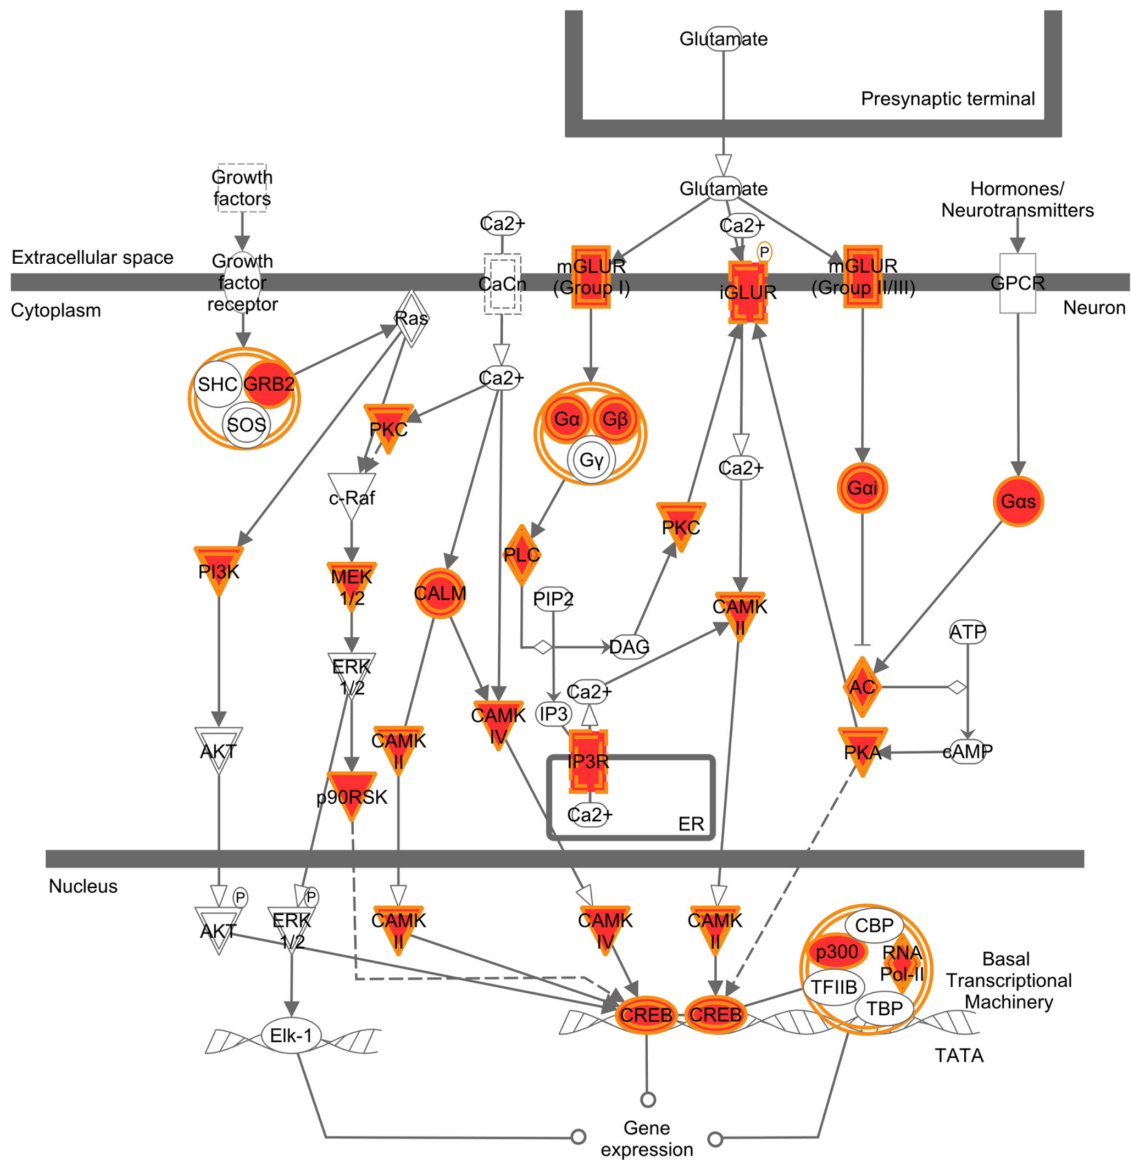 Glutamate
Presynaptic terminal
Growth
factors
Glutamate
Hormones/
Neurotransmitters
Ca2+
Ca2+
P
Extracellular space
Growth
factor
receptor
CaCn
mGLUR
(Group I)
iGLUR
mGLUR
(Group II/III)
GPCR
Cytoplasm
Neuron
Ras
SHC
GRB2
SOS
Ca2+
PKC
Gα
Gβ
Gγ
Ca2+
c-Raf
Gαi
Gαs
PKC
PLC
PI3K
MEK
1/2
CALM
PIP2
CAMK
II
DAG
ATP
ERK
1/2
Ca2+
AC
CAMK
IV
IP3
AKT
CAMK
II
IP3R
PKA
cAMP
p90RSK
Ca2+
ER
Nucleus
P
P
AKT
ERK
1/2
CAMK
II
CAMK
IV
CAMK
II
CBP
p300
RNA
Pol-II
TFIIB
TBP
Basal
Transcriptional
Machinery
CREB
CREB
Elk-1
TATA
Gene
expression